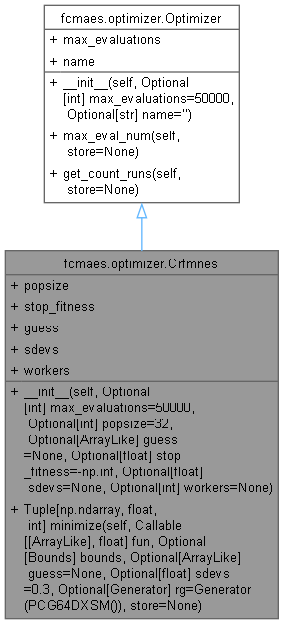 fcmaes.optimizer.Optimizer
+ max_evaluations
+ name
+ __init__(self, Optional
[int] max_evaluations=50000,
Optional[str] name='')
+ max_eval_num(self,
store=None)
+ get_count_runs(self,
store=None)
fcmaes.optimizer.Crfmnes
+ popsize
+ stop_fitness
+ guess
+ sdevs
+ workers
+ __init__(self, Optional
[int] max_evaluations=50000,
Optional[int] popsize=32,
Optional[ArrayLike] guess
=None, Optional[float] stop
_fitness=-np.inf, Optional[float]
sdevs=None, Optional[int] workers=None)
+ Tuple[np.ndarray, float,
int] minimize(self, Callable
[[ArrayLike], float] fun, Optional
[Bounds] bounds, Optional[ArrayLike]
guess=None, Optional[float] sdevs
=0.3, Optional[Generator] rg=Generator
(PCG64DXSM()), store=None)